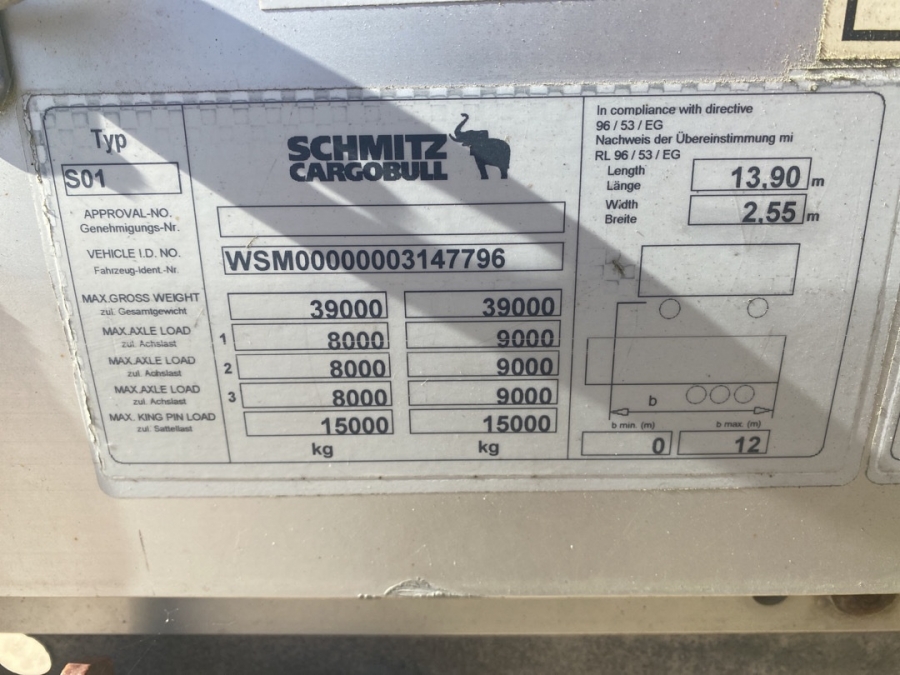 Typ
S01
SCHMITZ
CARGOBULL
APPROVAL-NO.
Genehmigungs-Nr.
VEHICLE I.D. NO.
Fahrzeug-Ident.-Nr.
WSM00000003147796
MAX.GROSS WEIGHT
zul. Gesamtgewicht
39000 39000
MAX.AXLE LOAD
zul. Achslast
1 8000 9000
MAX.AXLE LOAD
zul. Achslast
2 8000 9000
MAX.AXLE LOAD
zul. Achslast
3 8000 9000
MAX. KING PIN LOAD
zul. Sattellast
15000 15000
kg kg
In compliance with directive
96 / 53 / EG
Nachweis der Übereinstimmung mi
RL 96 / 53 / EG
Length
Länge
13,90 m
Width
Breite
2,55 m
b
b min. (m) b max. (m)
0 12